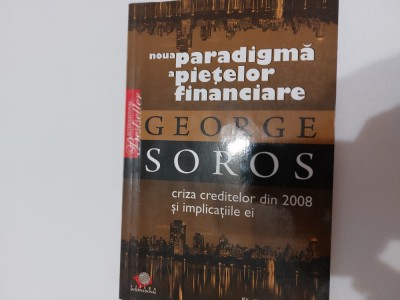 noua paradigmă
a piețelor
financiare
GEORGE
SOROS
criza creditelor din 2008
și implicațiile ei
Bestseller